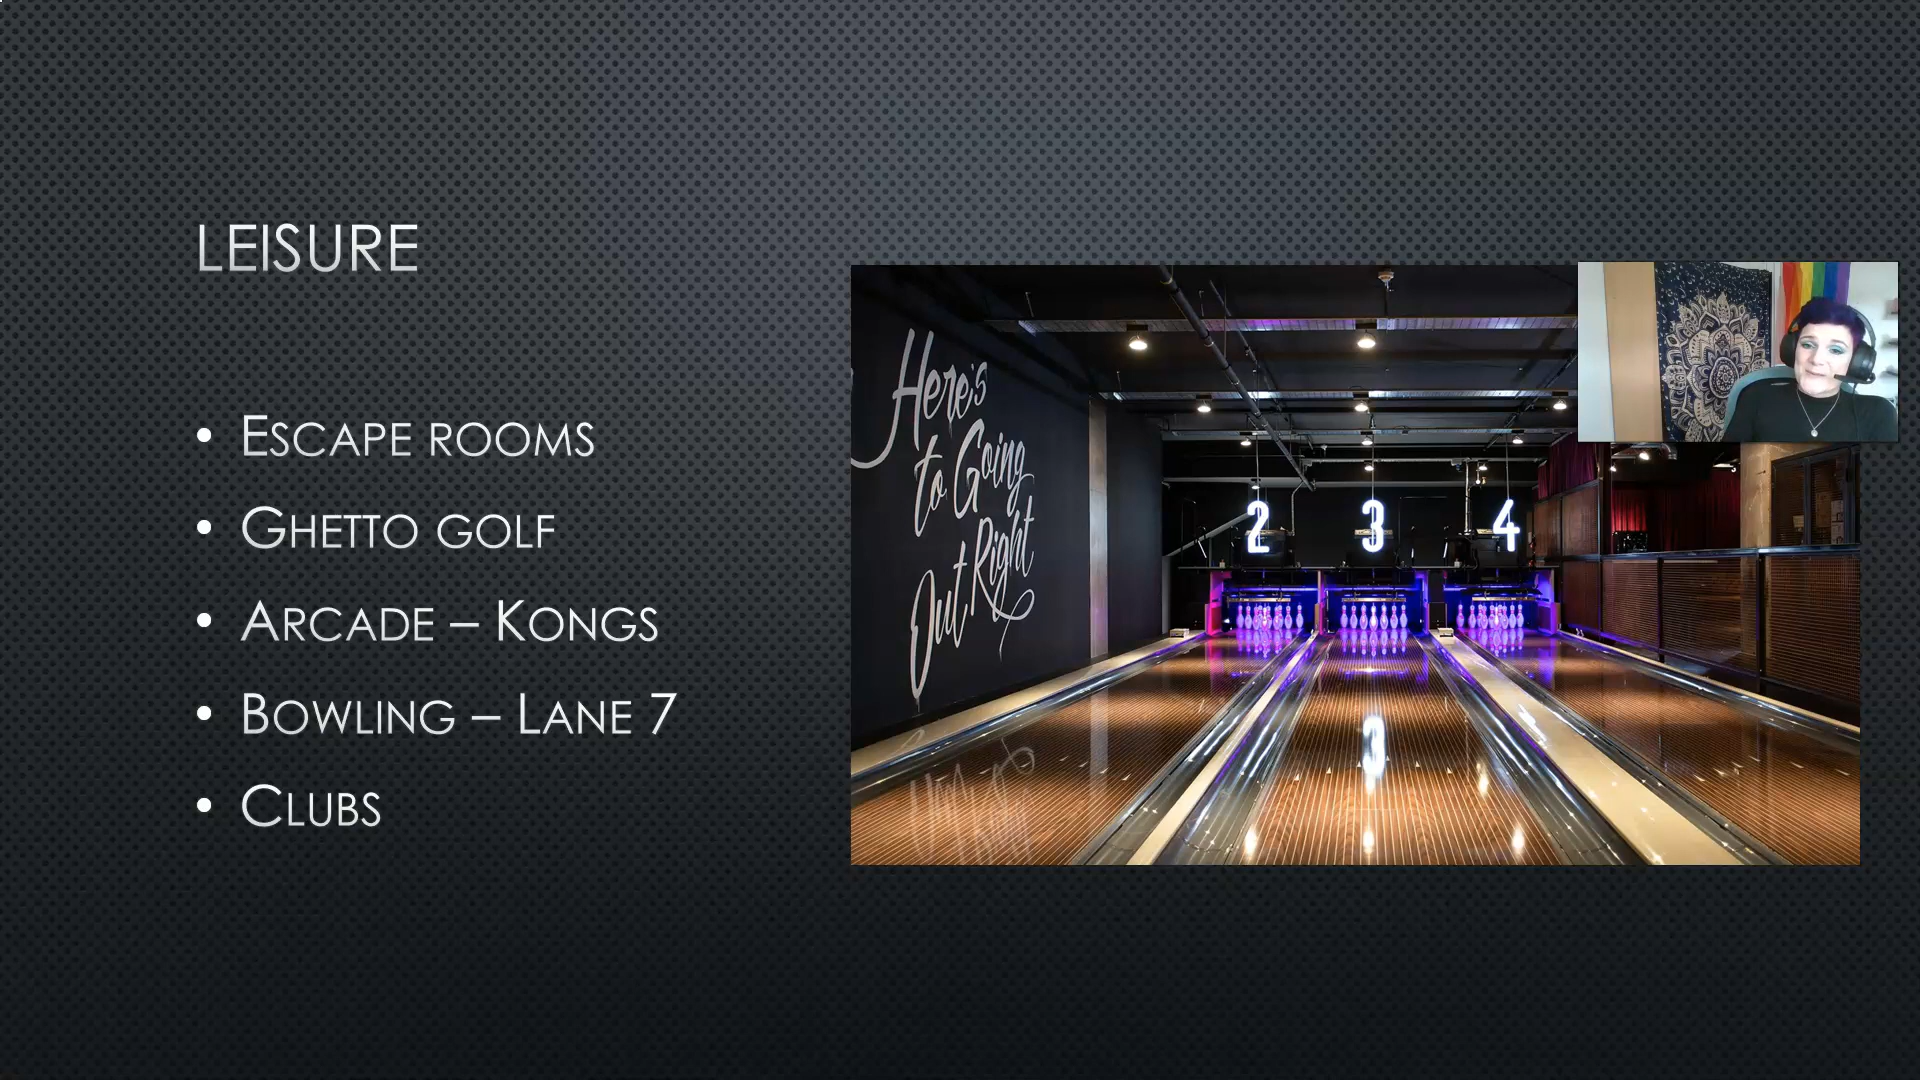 LEISURE
• ESCAPE ROOMS
• GHETTO GOLF
• ARCADE – KONGS
• BOWLING – LANE 7
• CLUBS
Here's
to Going
Out Right
2 3 4
3